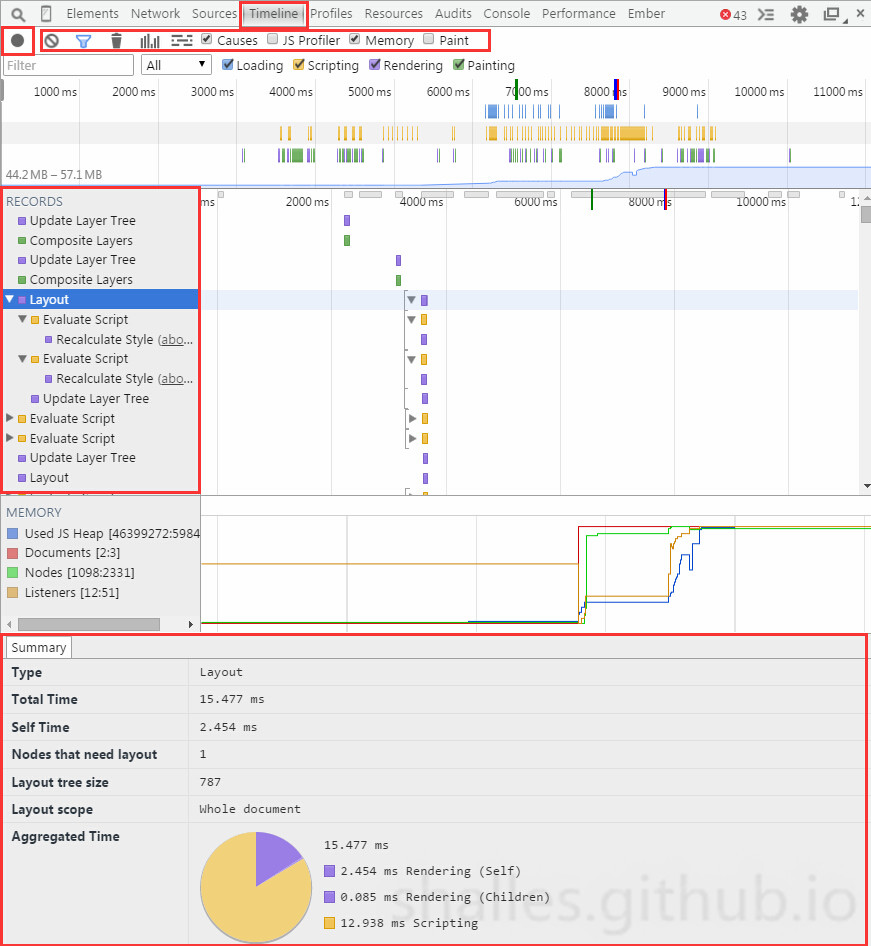 Elements Network Sources Timeline Profiles Resources Audits Console Performance Ember 43
Causes JS Profiler Memory Paint
Filter All Loading Scripting Rendering Painting
1000 ms 2000 ms 3000 ms 4000 ms 5000 ms 6000 ms 7000 ms 8000 ms 9000 ms 10000 ms 11000 ms
44.2 MB – 57.1 MB
RECORDS
ms 2000 ms 4000 ms 6000 ms 8000 ms 10000 ms
Update Layer Tree
Composite Layers
Update Layer Tree
Composite Layers
Layout
Evaluate Script
Recalculate Style (abo...
Evaluate Script
Recalculate Style (abo...
Update Layer Tree
Evaluate Script
Evaluate Script
Update Layer Tree
Layout
MEMORY
Used JS Heap [46399272:5984
Documents [2:3]
Nodes [1098:2331]
Listeners [12:51]
Summary
Type Layout
Total Time 15.477 ms
Self Time 2.454 ms
Nodes that need layout 1
Layout tree size 787
Layout scope Whole document
Aggregated Time
15.477 ms
2.454 ms Rendering (Self)
0.085 ms Rendering (Children)
12.938 ms Scripting
shalles.github.io